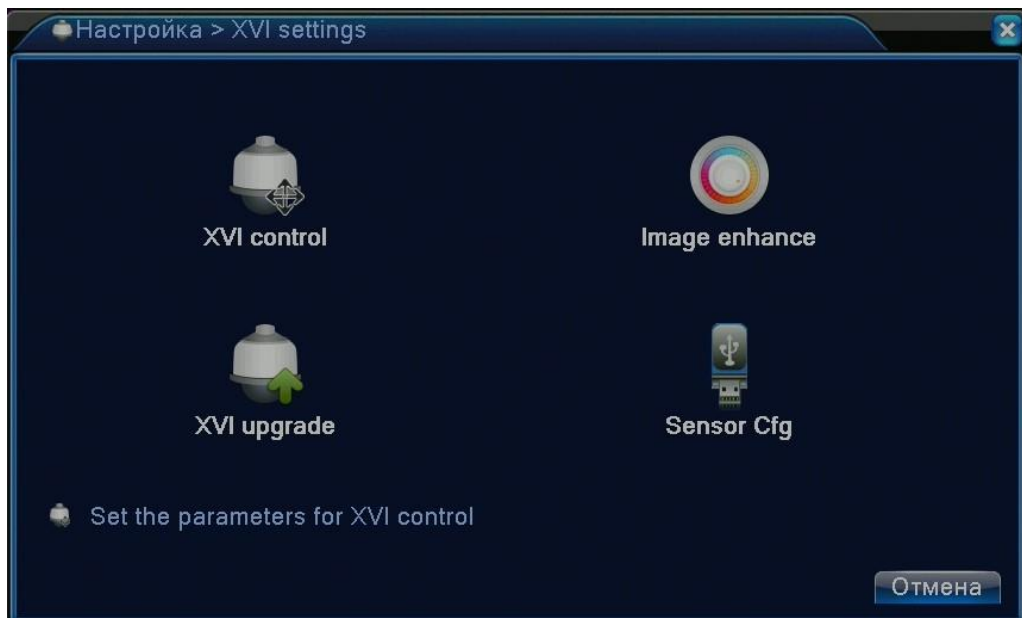 Настройка > XVI settings
XVI control
Image enhance
XVI upgrade
Sensor Cfg
Set the parameters for XVI control
Отмена